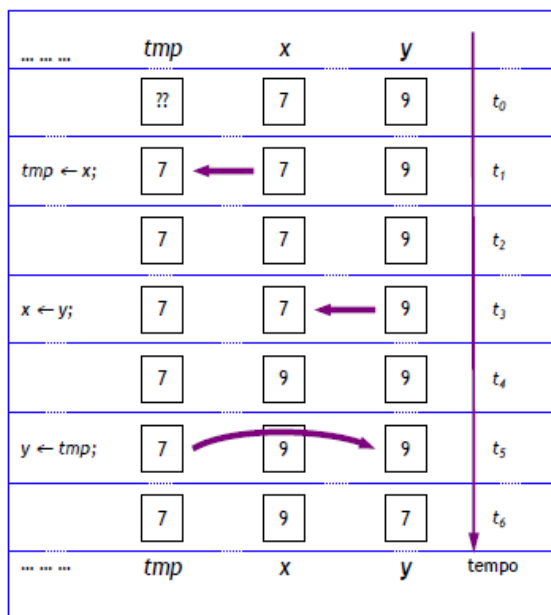 ... ... ... tmp x y
?? 7 9 t₀
tmp ← x; 7 7 9 t₁
7 7 9 t₂
x ← y; 7 7 9 t₃
7 9 9 t₄
y ← tmp; 7 9 9 t₅
7 9 7 t₆
... ... ... tmp x y tempo